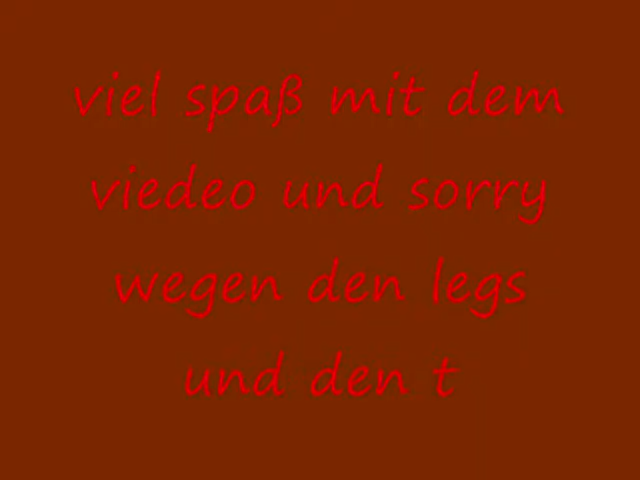 viel spaß mit dem
viedeo und sorry
wegen den legs
und den t